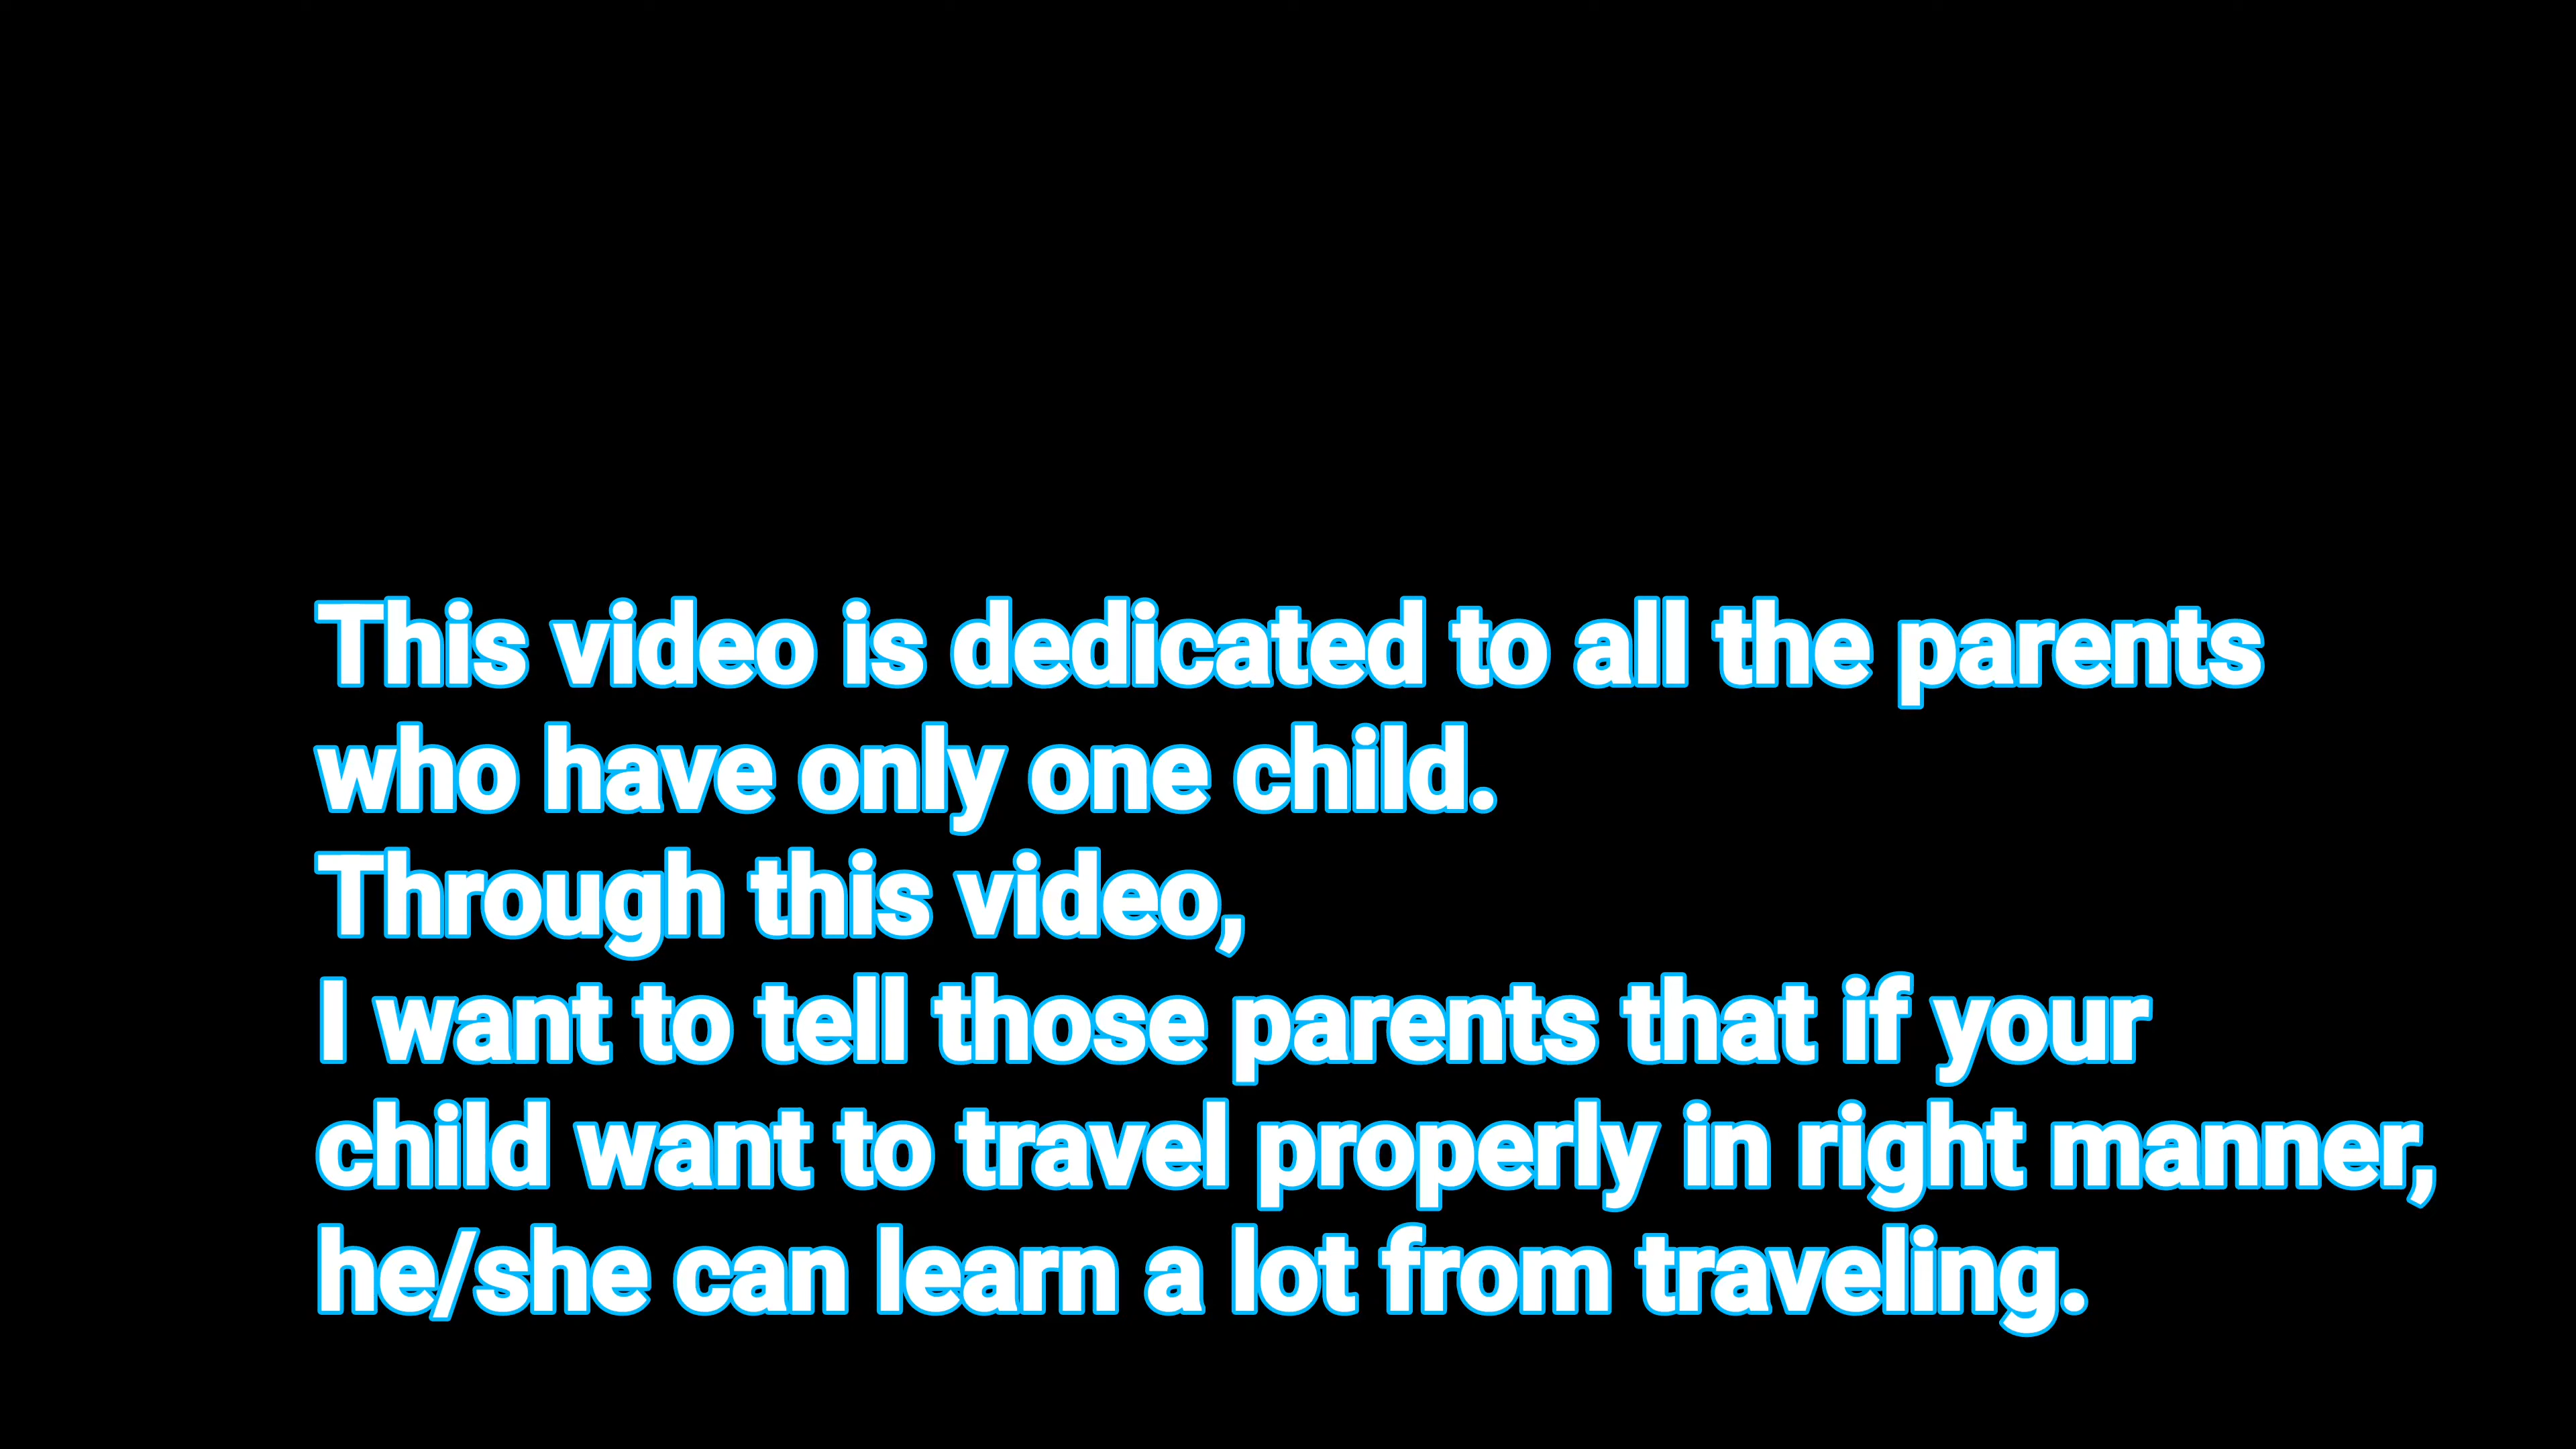 This video is dedicated to all the parents
who have only one child.
Through this video,
I want to tell those parents that if your
child want to travel properly in right manner,
he/she can learn a lot from traveling.